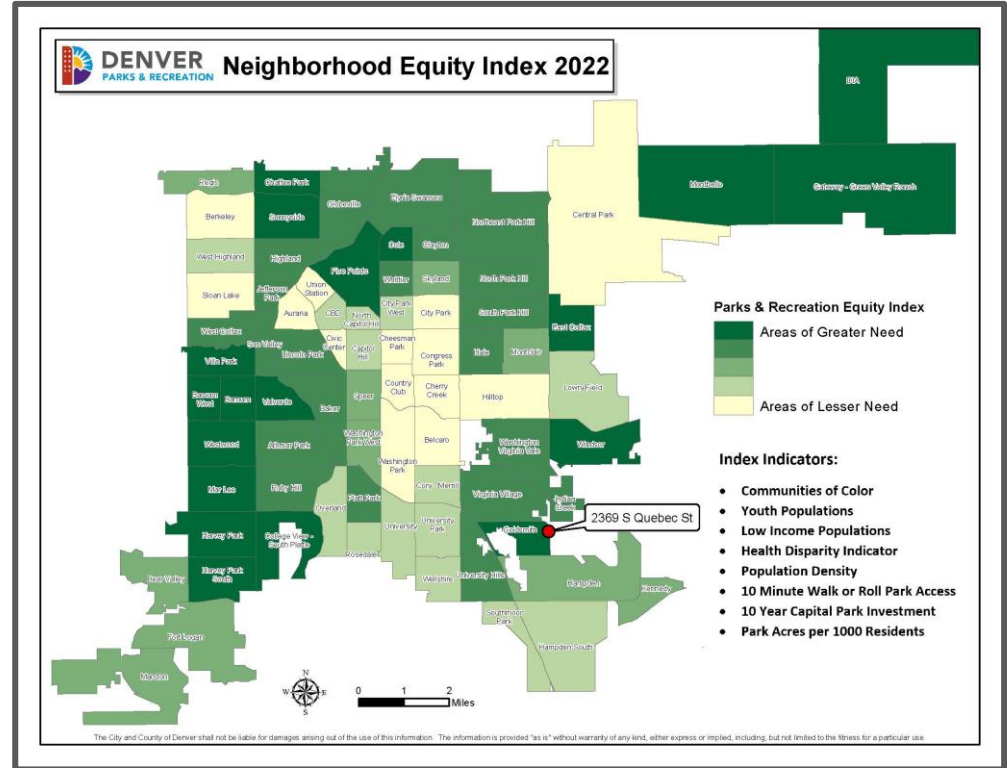 DENVER
PARKS & RECREATION
Neighborhood Equity Index 2022
DIA
Montbello
Gateway - Green Valley Ranch
Central Park
Regis
Chaffee Park
Globeville
Elyria Swansea
Northeast Park Hill
Berkeley
Sunnyside
Cole
Clayton
West Highland
Highland
Five Points
Whittier
Skyland
North Park Hill
Sloan Lake
Jefferson
Park
Union
Station
Auraria
CBD
North
Capitol Hill
City Park
West
City Park
South Park Hill
West Colfax
Sun Valley
Lincoln Park
Civic
Center
Capitol
Hill
Cheesman
Park
Congress
Park
Hale
Montclair
East Colfax
Villa Park
Barnum
West
Barnum
Valverde
Baker
Speer
Country
Club
Cherry
Creek
Hilltop
Lowry Field
Westwood
Athmar Park
Washington
Park West
Washington
Park
Belcaro
Washington
Virginia Vale
Windsor
Mar Lee
Ruby Hill
Overland
Platt Park
Cory - Merrill
Virginia Village
Indian
Creek
Goldsmith
2369 S Quebec St
Harvey Park
College View -
South Platte
Rosedale
University
University
Park
Harvey Park
South
Bear Valley
Wellshire
University Hills
Hampden
Kennedy
Fort Logan
Southmoor
Park
Hampden South
Marston
Parks & Recreation Equity Index
Areas of Greater Need
Areas of Lesser Need
Index Indicators:
• Communities of Color
• Youth Populations
• Low Income Populations
• Health Disparity Indicator
• Population Density
• 10 Minute Walk or Roll Park Access
• 10 Year Capital Park Investment
• Park Acres per 1000 Residents
N
W E
S
0 1 2
Miles
The City and County of Denver shall not be liable for damages arising out of the use of this information. The information is provided "as is" without warranty of any kind, either express or implied, including, but not limited to the fitness for a particular use.